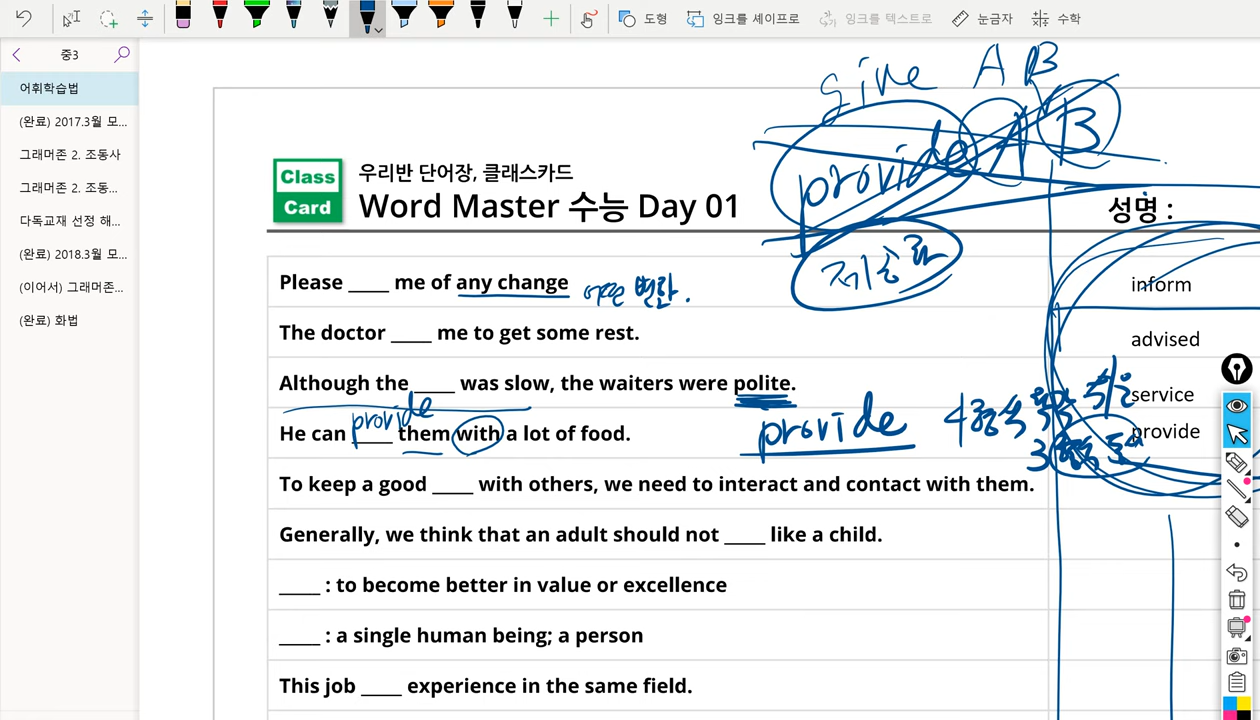 도형
잉크를 셰이프로
잉크를 텍스트로
눈금자
수학
중3
어휘학습법
(완료) 2017.3월 모...
그래머존 2. 조동사
그래머존 2. 조동...
다독교재 선정 해...
(완료) 2018.3월 모...
(이어서) 그래머존...
(완료) 화법
give A B
provide A B
제공
Class Card
우리반 단어장, 클래스카드
Word Master 수능 Day 01
성명 :
Please ____ me of any change 어떤 변화.
inform
The doctor ____ me to get some rest.
advised
Although the ____ was slow, the waiters were polite.
service
provide
He can ____ them with a lot of food.
provide
provide
To keep a good ____ with others, we need to interact and contact with them.
Generally, we think that an adult should not ____ like a child.
____ : to become better in value or excellence
____ : a single human being; a person
This job ____ experience in the same field.